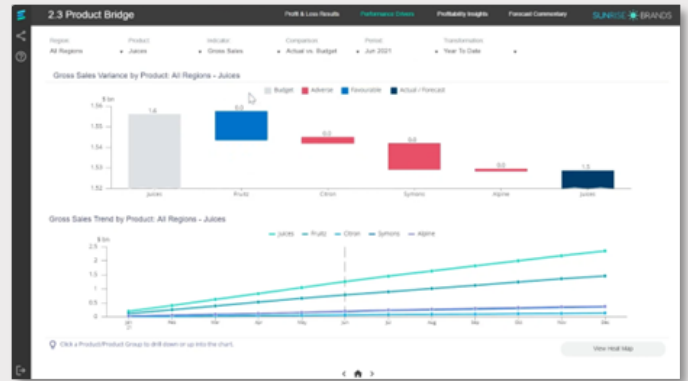 2.3 Product Bridge
Profit & Loss Results
Performance Drivers
Profitability Insights
Forecast Commentary
SUNRISE BRANDS
Region
Product
Indicator
Comparison
Period
Transformation
All Regions
Juices
Gross Sales
Actual vs. Budget
Jun 2021
Year To Date
Gross Sales Variance by Product: All Regions - Juices
Budget
Adverse
Favourable
Actual / Forecast
$ bn
1.56
1.55
1.54
1.53
1.52
1.6
0.0
0.0
0.0
0.0
1.5
Juices
Fruitz
Citron
Symons
Alpine
Juices
Gross Sales Trend by Product: All Regions - Juices
Juices
Fruitz
Citron
Symons
Alpine
$ bn
2.5
2
1.5
1
0.5
0
Jan
21
Feb
Mar
Apr
May
Jun
Jul
Aug
Sep
Oct
Nov
Dec
Click a Product/Product Group to drill down or up into the chart.
View Heat Map